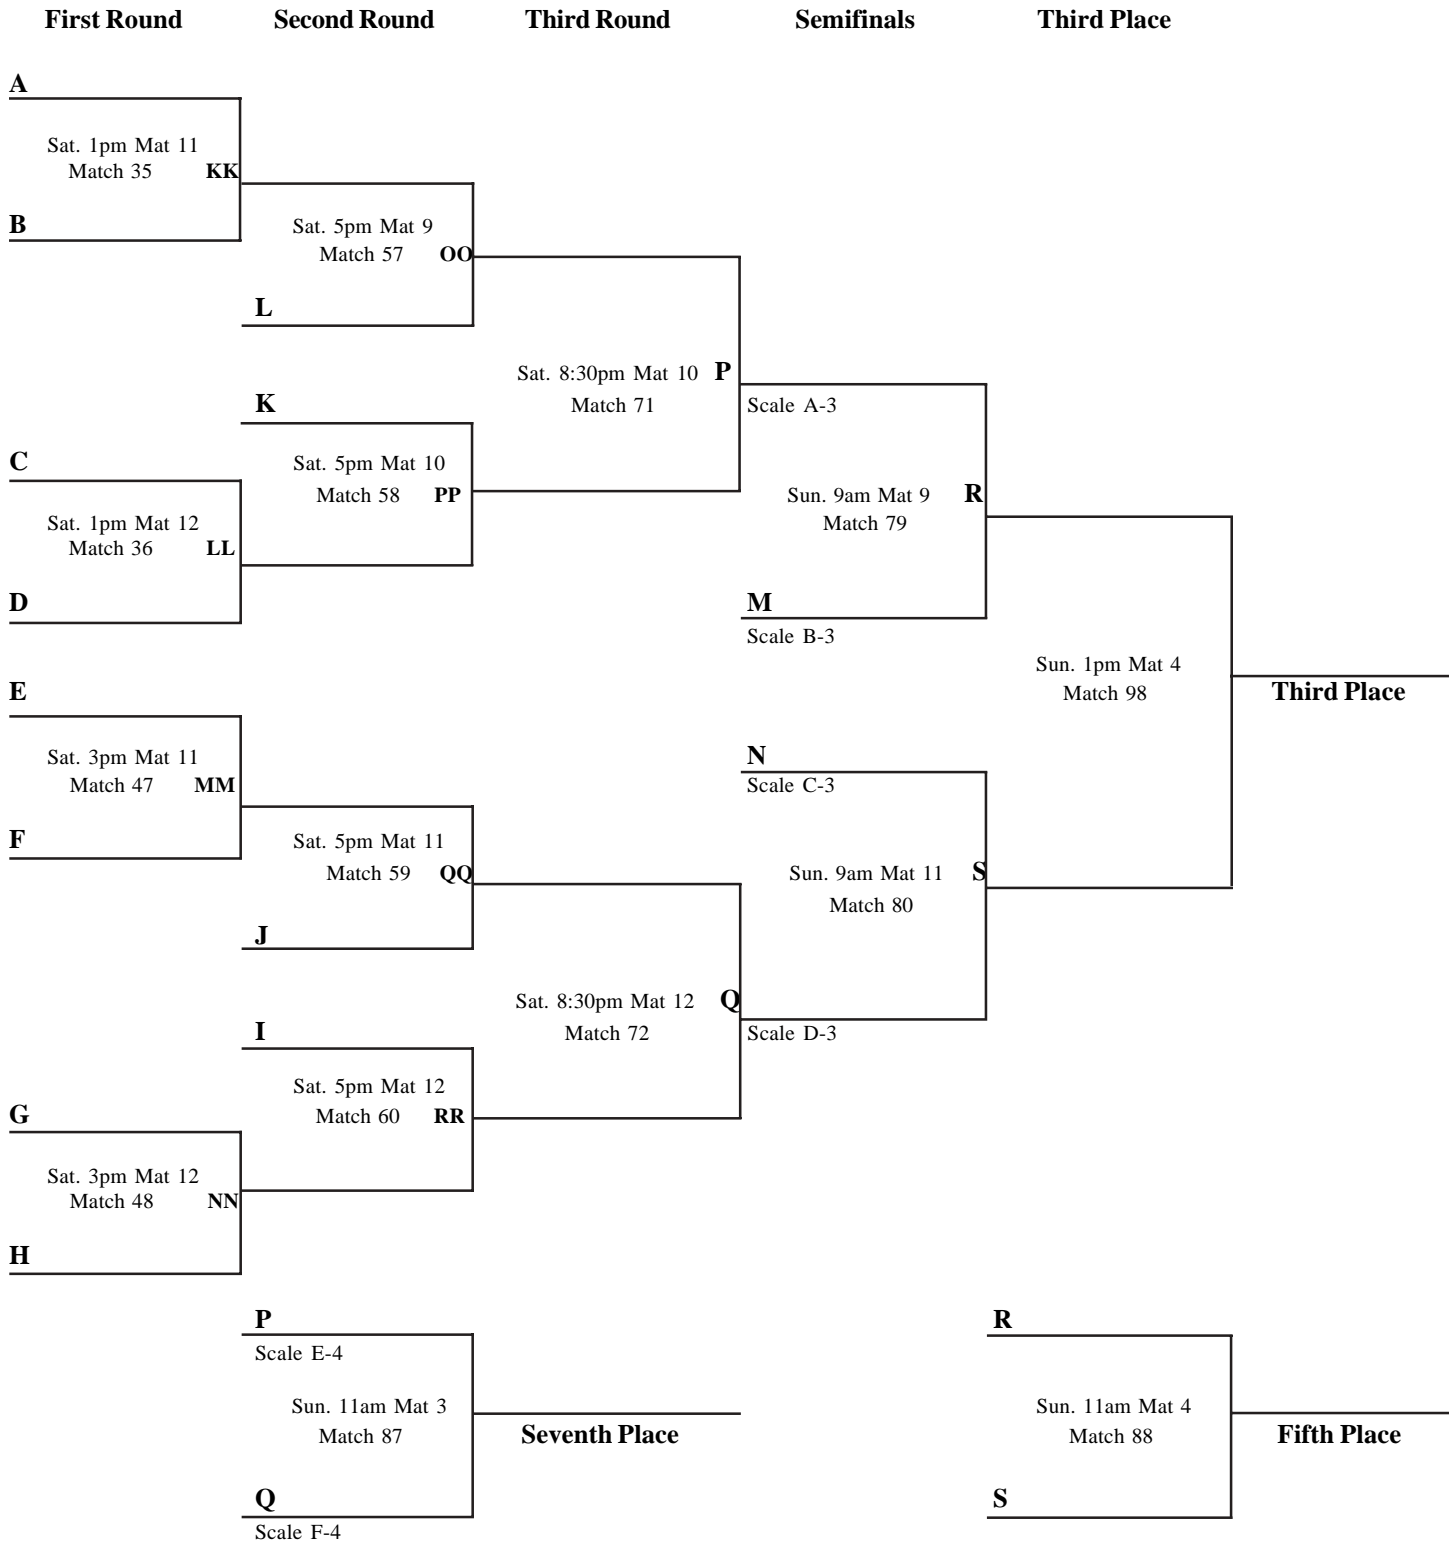 First Round
Second Round
Third Round
Semifinals
Third Place
A
Sat. 1pm Mat 11
Match 35
KK
B
Sat. 5pm Mat 9
Match 57
OO
L
Sat. 8:30pm Mat 10
P
Match 71
Scale A-3
K
C
Sat. 5pm Mat 10
Match 58
PP
Sat. 1pm Mat 12
Match 36
LL
D
Sun. 9am Mat 9
R
Match 79
M
Scale B-3
Sun. 1pm Mat 4
Match 98
Third Place
E
Sat. 3pm Mat 11
Match 47
MM
F
N
Scale C-3
Sat. 5pm Mat 11
Match 59
QQ
J
Sun. 9am Mat 11
S
Match 80
Sat. 8:30pm Mat 12
Q
Match 72
Scale D-3
I
Sat. 5pm Mat 12
Match 60
RR
G
Sat. 3pm Mat 12
Match 48
NN
H
P
Scale E-4
Sun. 11am Mat 3
Match 87
Seventh Place
Q
Scale F-4
R
Sun. 11am Mat 4
Match 88
Fifth Place
S